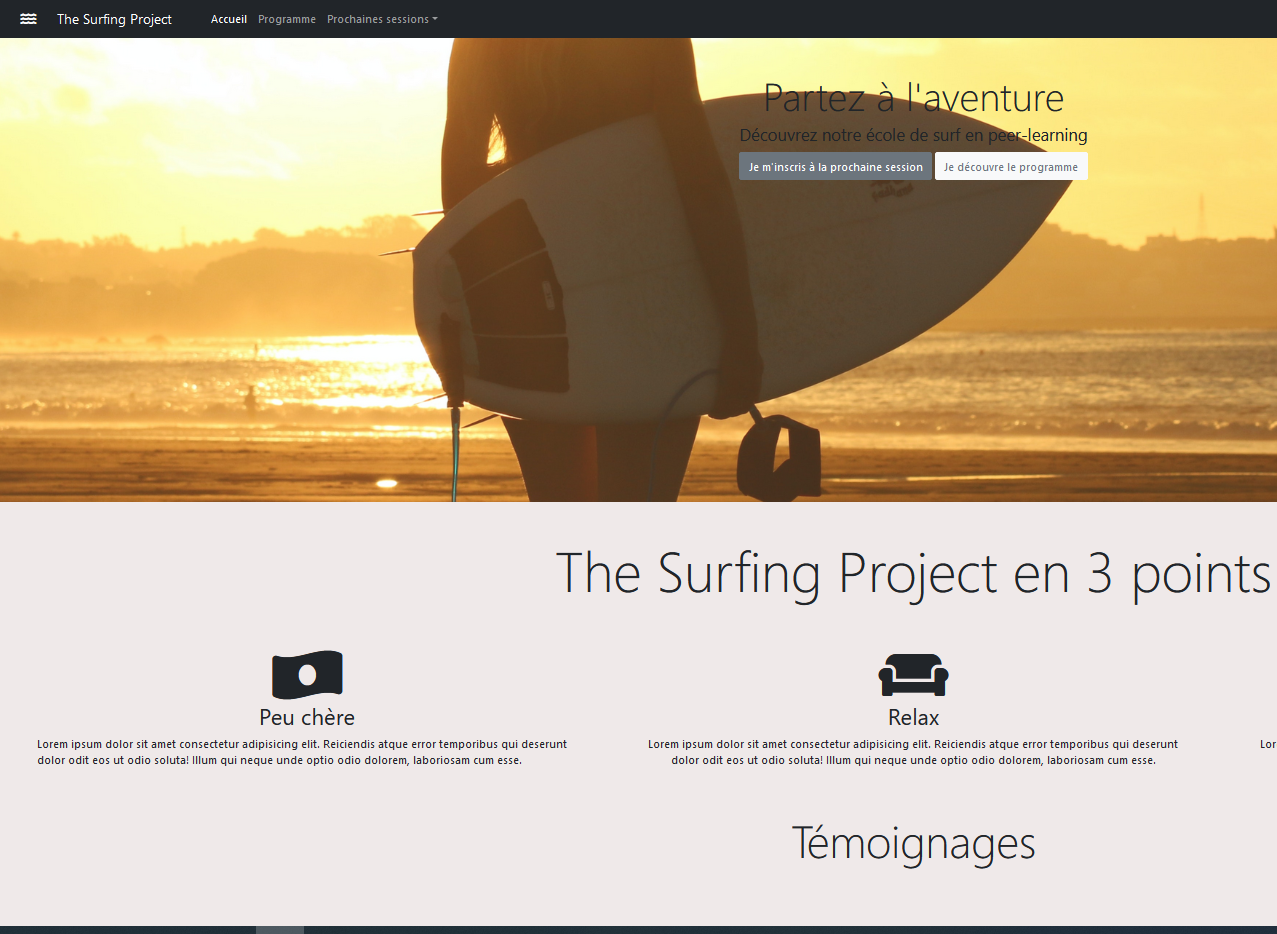 The Surfing Project Accueil Programme Prochaines sessions
Partez à l'aventure
Découvrez notre école de surf en peer-learning
Je m'inscris à la prochaine session Je découvre le programme
The Surfing Project en 3 points
Peu chère
Lorem ipsum dolor sit amet consectetur adipisicing elit. Reiciendis atque error temporibus qui deserunt
dolor odit eos ut odio soluta! Illum qui neque unde optio odio dolorem, laboriosam cum esse.
Relax
Lorem ipsum dolor sit amet consectetur adipisicing elit. Reiciendis atque error temporibus qui deserunt
dolor odit eos ut odio soluta! Illum qui neque unde optio odio dolorem, laboriosam cum esse.
Lor
Témoignages